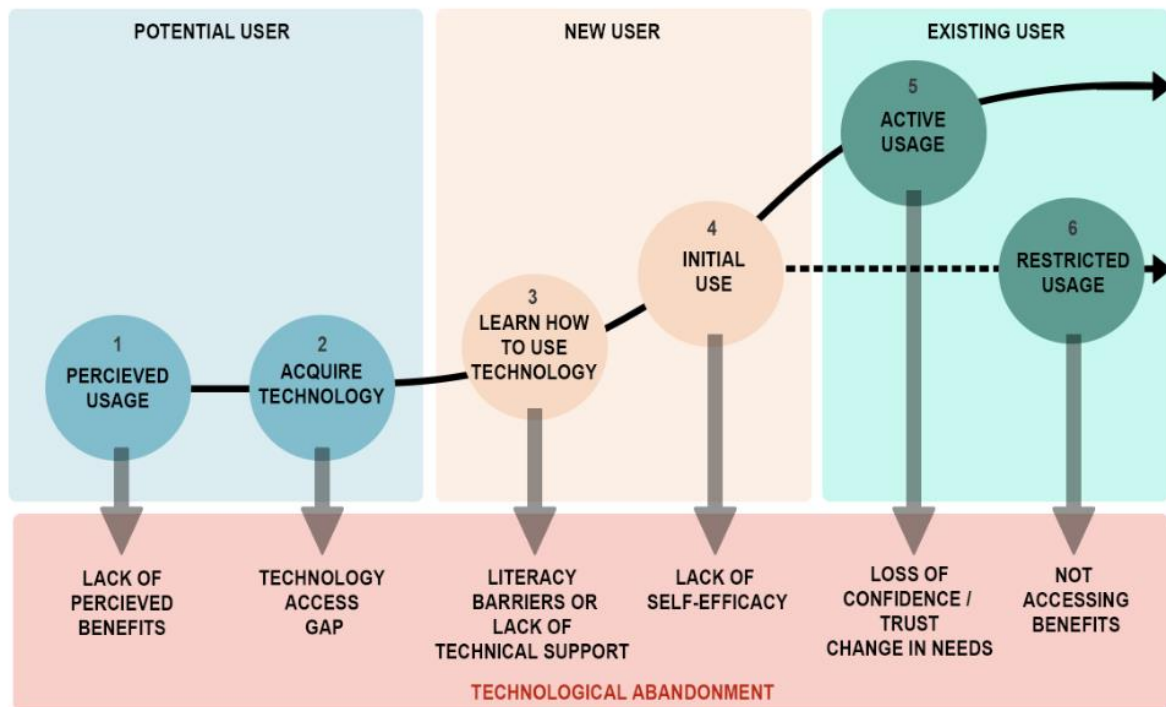 POTENTIAL USER
NEW USER
EXISTING USER
1
PERCIEVED
USAGE
2
ACQUIRE
TECHNOLOGY
3
LEARN HOW
TO USE
TECHNOLOGY
4
INITIAL
USE
5
ACTIVE
USAGE
6
RESTRICTED
USAGE
LACK OF
PERCIEVED
BENEFITS
TECHNOLOGY
ACCESS
GAP
LITERACY
BARRIERS OR
LACK OF
TECHNICAL SUPPORT
LACK OF
SELF-EFFICACY
LOSS OF
CONFIDENCE /
TRUST
CHANGE IN NEEDS
NOT
ACCESSING
BENEFITS
TECHNOLOGICAL ABANDONMENT